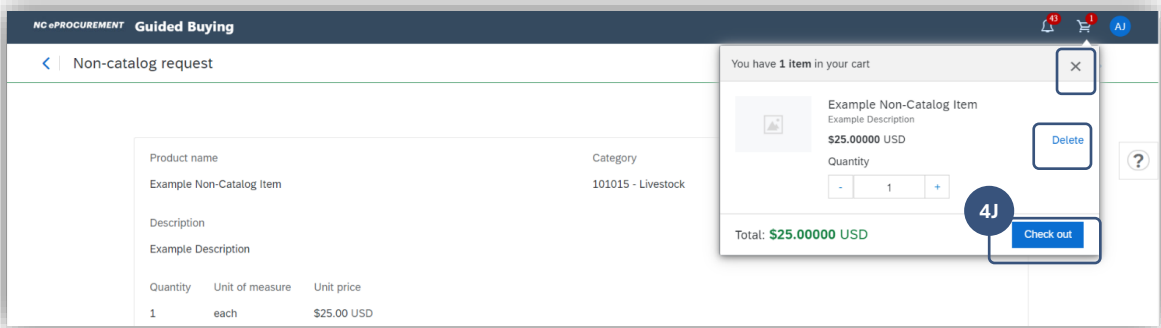 NC ePROCUREMENT Guided Buying
43
1
AJ
Non-catalog request
You have 1 item in your cart
Example Non-Catalog Item
Example Description
$25.00000 USD
Delete
Quantity
- 1 +
4J
Total: $25.00000 USD
Check out
?
Product name
Category
Example Non-Catalog Item
101015 - Livestock
Description
Example Description
Quantity Unit of measure Unit price
1 each $25.00 USD